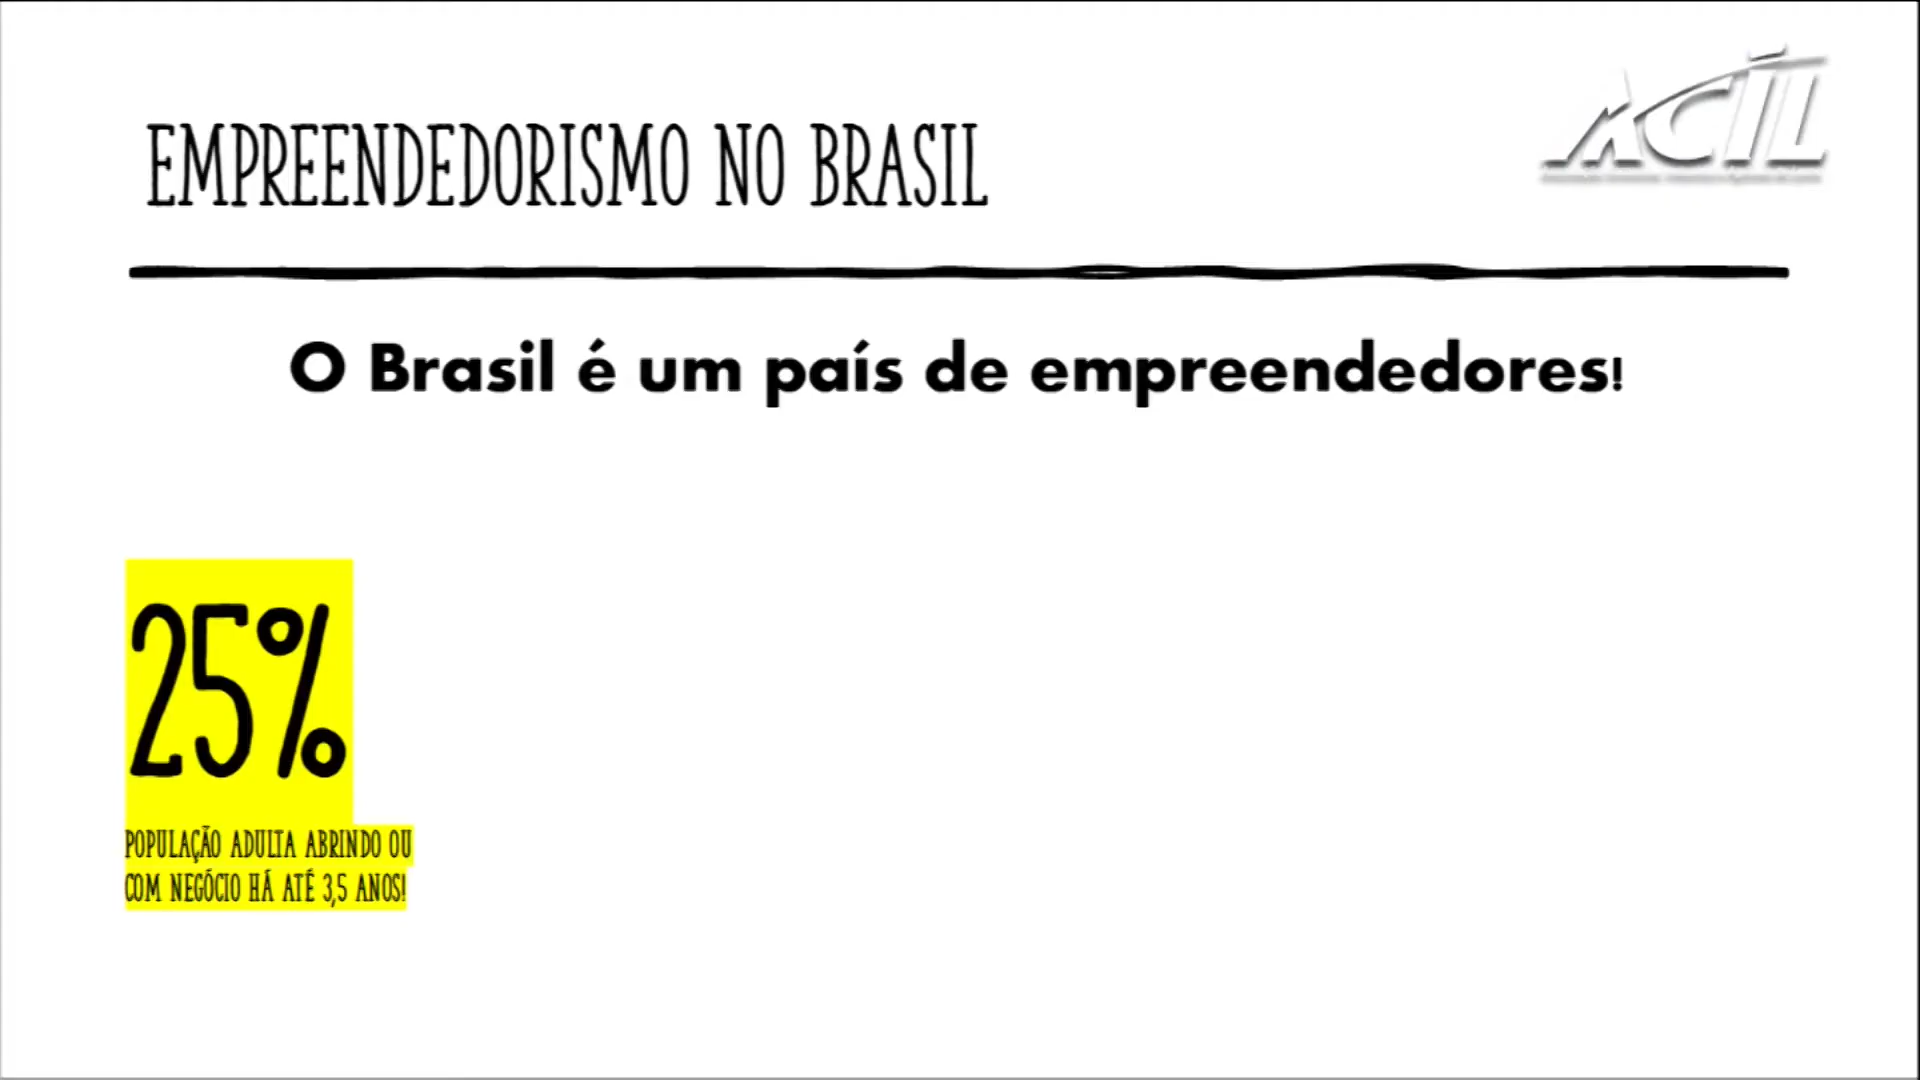 EMPREENDEDORISMO NO BRASIL
ACIL
O Brasil é um país de empreendedores!
25%
POPULAÇÃO ADULTA ABRINDO OU
COM NEGÓCIO HÁ ATÉ 3,5 ANOS!